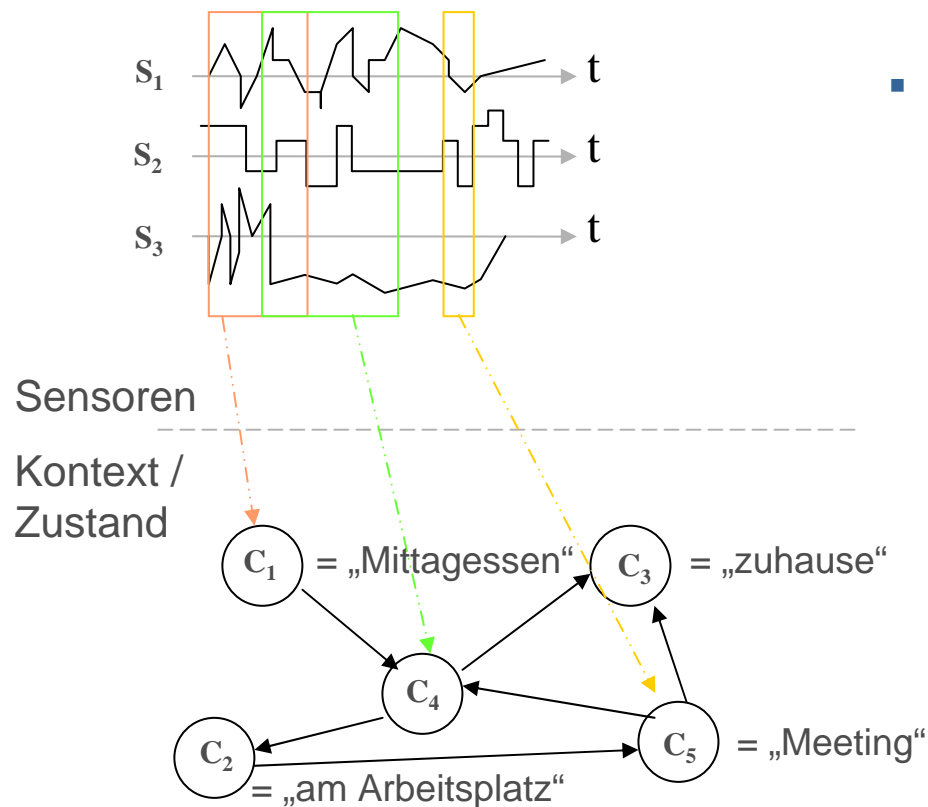 S1 t
S2 t
S3 t
Sensoren
Kontext /
Zustand
C1 = „Mittagessen“ C3 = „zuhause“
C4
C2 C5 = „Meeting“
= „am Arbeitsplatz“